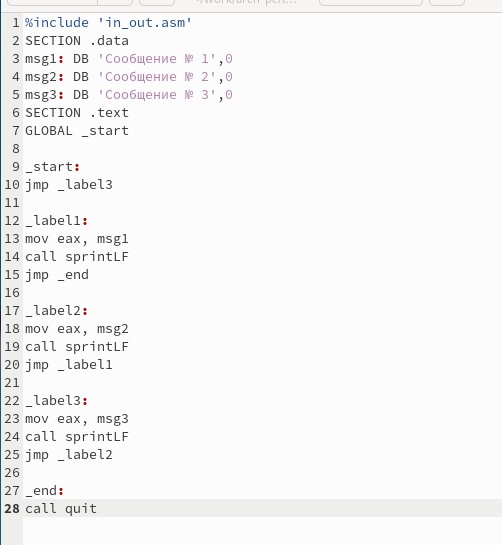 1 %include 'in_out.asm'
2 SECTION .data
3 msg1: DB 'Сообщение № 1',0
4 msg2: DB 'Сообщение № 2',0
5 msg3: DB 'Сообщение № 3',0
6 SECTION .text
7 GLOBAL _start
8
9 _start:
10 jmp _label3
11
12 _label1:
13 mov eax, msg1
14 call sprintLF
15 jmp _end
16
17 _label2:
18 mov eax, msg2
19 call sprintLF
20 jmp _label1
21
22 _label3:
23 mov eax, msg3
24 call sprintLF
25 jmp _label2
26
27 _end:
28 call quit